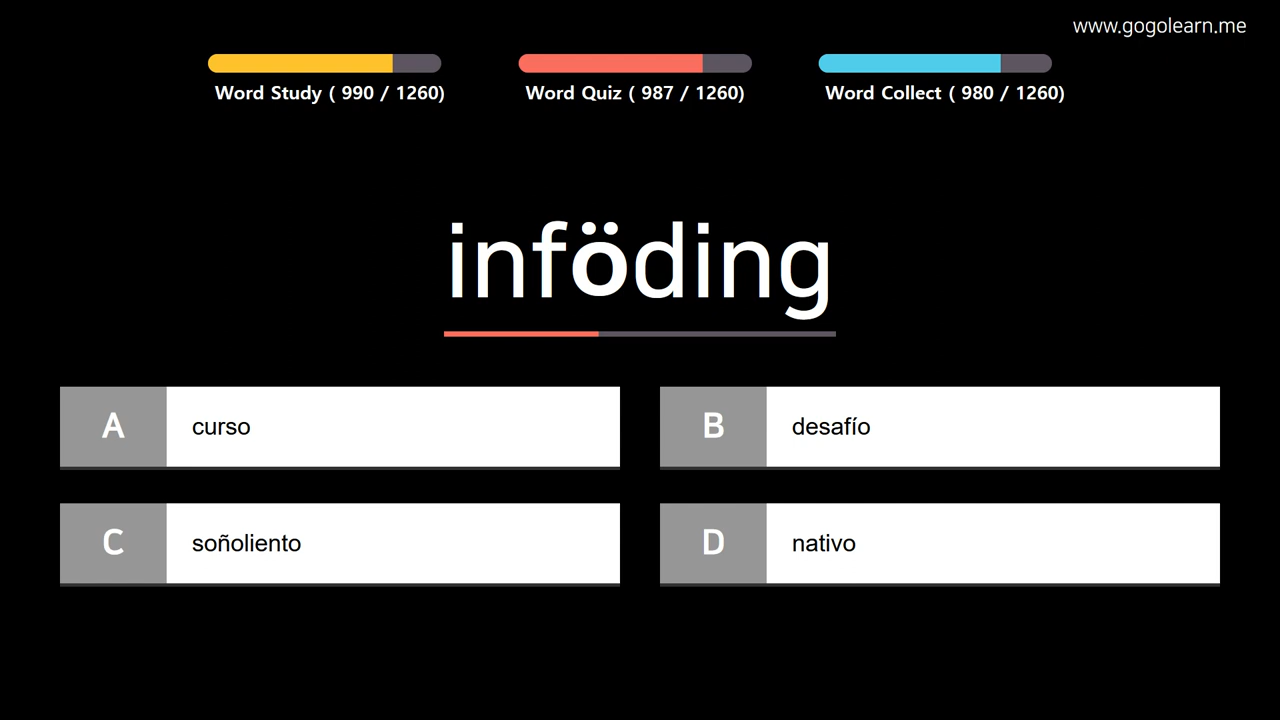 www.gogolearn.me
Word Study ( 990 / 1260)
Word Quiz ( 987 / 1260)
Word Collect ( 980 / 1260)
inföding
A curso
B desafío
C soñoliento
D nativo